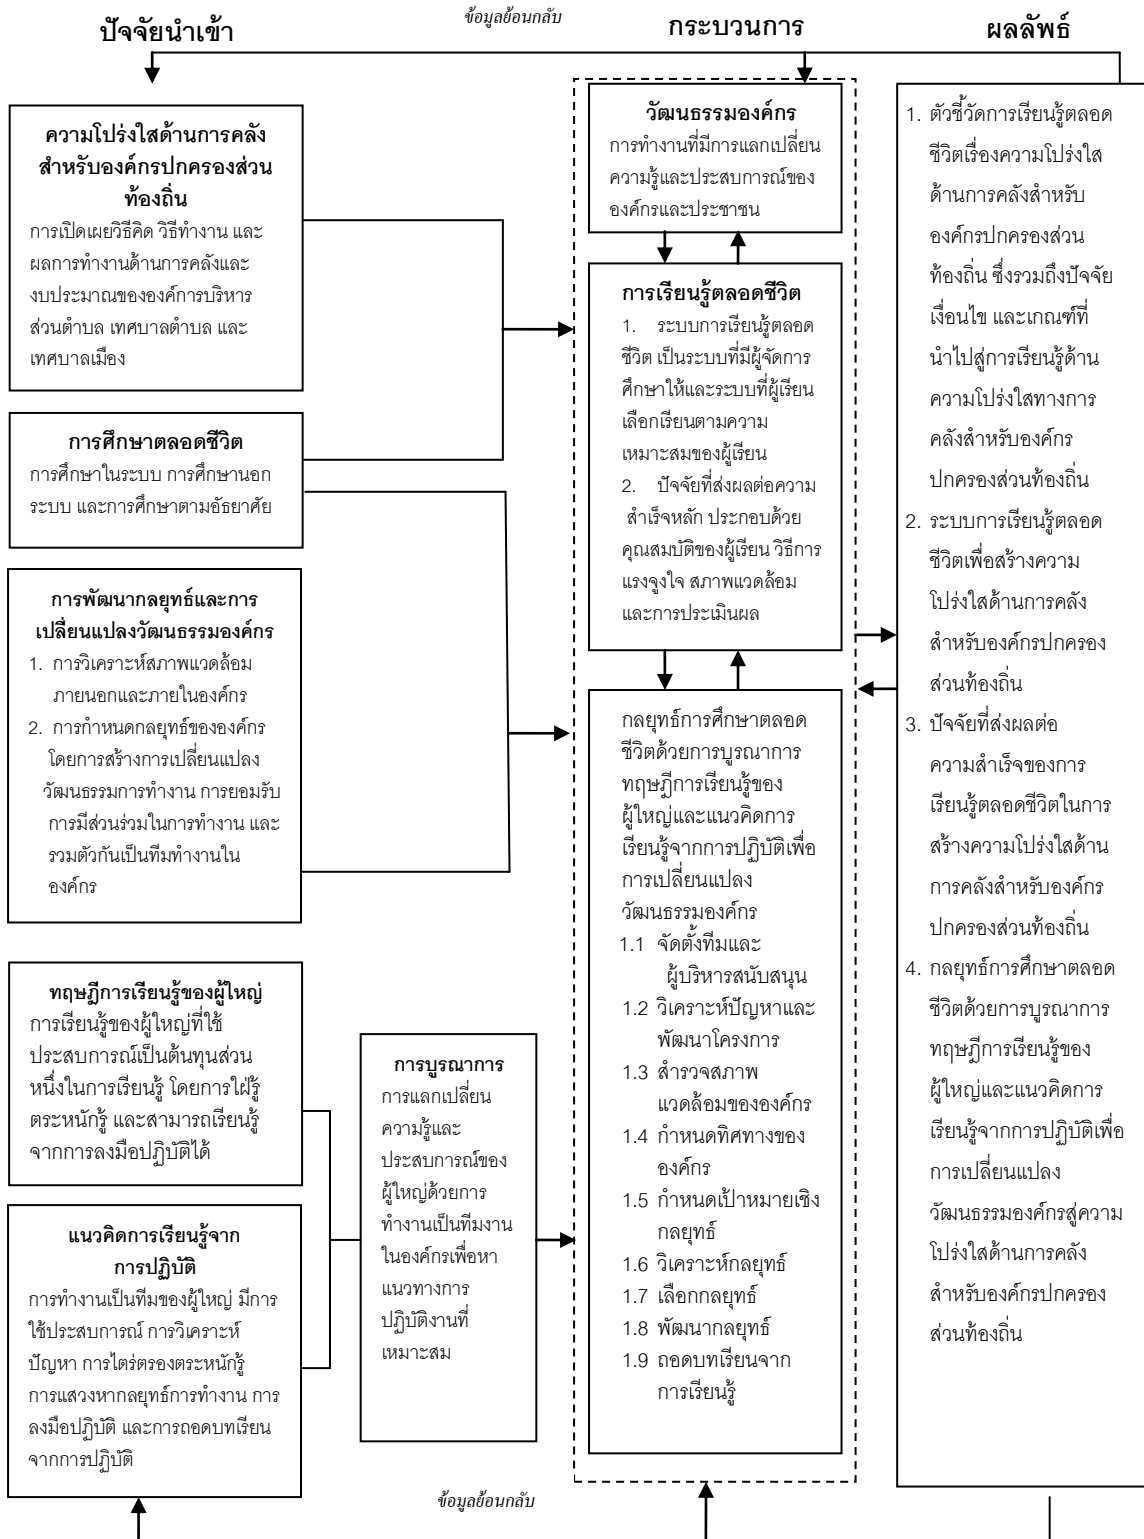 ข้อมูลย้อนกลับ
ปัจจัยนำเข้า
กระบวนการ
ผลลัพธ์
ความโปร่งใสด้านการคลัง
สำหรับองค์กรปกครองส่วน
ท้องถิ่น
การเปิดเผยวิธีคิด วิธีทำงาน และ
ผลการทำงานด้านการคลังและ
งบประมาณขององค์การบริหาร
ส่วนตำบล เทศบาลตำบล และ
เทศบาลเมือง
การศึกษาตลอดชีวิต
การศึกษาในระบบ การศึกษานอก
ระบบ และการศึกษาตามอัธยาศัย
การพัฒนากลยุทธ์และการ
เปลี่ยนแปลงวัฒนธรรมองค์กร
1. การวิเคราะห์สภาพแวดล้อม
ภายนอกและภายในองค์กร
2. การกำหนดกลยุทธ์ขององค์กร
โดยการสร้างการเปลี่ยนแปลง
วัฒนธรรมการทำงาน การยอมรับ
การมีส่วนร่วมในการทำงาน และ
รวมตัวกันเป็นทีมทำงานใน
องค์กร
ทฤษฎีการเรียนรู้ของผู้ใหญ่
การเรียนรู้ของผู้ใหญ่ที่ใช้
ประสบการณ์เป็นต้นทุนส่วน
หนึ่งในการเรียนรู้ โดยการใฝ่รู้
ตระหนักรู้ และสามารถเรียนรู้
จากการลงมือปฏิบัติได้
แนวคิดการเรียนรู้จาก
การปฏิบัติ
การทำงานเป็นทีมของผู้ใหญ่ มีการ
ใช้ประสบการณ์ การวิเคราะห์
ปัญหา การไตร่ตรองตระหนักรู้
การแสวงหากลยุทธ์การทำงาน การ
ลงมือปฏิบัติ และการถอดบทเรียน
จากการปฏิบัติ
การบูรณาการ
การแลกเปลี่ยน
ความรู้และ
ประสบการณ์ของ
ผู้ใหญ่ด้วยการ
ทำงานเป็นทีมงาน
ในองค์กรเพื่อหา
แนวทางการ
ปฏิบัติงานที่
เหมาะสม
วัฒนธรรมองค์กร
การทำงานที่มีการแลกเปลี่ยน
ความรู้และประสบการณ์ของ
องค์กรและประชาชน
การเรียนรู้ตลอดชีวิต
1. ระบบการเรียนรู้ตลอด
ชีวิต เป็นระบบที่มีผู้จัดการ
ศึกษาให้และระบบที่ผู้เรียน
เลือกเรียนตามความ
เหมาะสมของผู้เรียน
2. ปัจจัยที่ส่งผลต่อความ
สำเร็จหลัก ประกอบด้วย
คุณสมบัติของผู้เรียน วิธีการ
แรงจูงใจ สภาพแวดล้อม
และการประเมินผล
กลยุทธ์การศึกษาตลอด
ชีวิตด้วยการบูรณาการ
ทฤษฎีการเรียนรู้ของ
ผู้ใหญ่และแนวคิดการ
เรียนรู้จากการปฏิบัติเพื่อ
การเปลี่ยนแปลง
วัฒนธรรมองค์กร
1.1 จัดตั้งทีมและ
ผู้บริหารสนับสนุน
1.2 วิเคราะห์ปัญหาและ
พัฒนาโครงการ
1.3 สำรวจสภาพ
แวดล้อมขององค์กร
1.4 กำหนดทิศทางของ
องค์กร
1.5 กำหนดเป้าหมายเชิง
กลยุทธ์
1.6 วิเคราะห์กลยุทธ์
1.7 เลือกกลยุทธ์
1.8 พัฒนากลยุทธ์
1.9 ถอดบทเรียนจาก
การเรียนรู้
1. ตัวชี้วัดการเรียนรู้ตลอด
ชีวิตเรื่องความโปร่งใส
ด้านการคลังสำหรับ
องค์กรปกครองส่วน
ท้องถิ่น ซึ่งรวมถึงปัจจัย
เงื่อนไข และเกณฑ์ที่
นำไปสู่การเรียนรู้ด้าน
ความโปร่งใสทางการ
คลังสำหรับองค์กร
ปกครองส่วนท้องถิ่น
2. ระบบการเรียนรู้ตลอด
ชีวิตเพื่อสร้างความ
โปร่งใสด้านการคลัง
สำหรับองค์กรปกครอง
ส่วนท้องถิ่น
3. ปัจจัยที่ส่งผลต่อ
ความสำเร็จของการ
เรียนรู้ตลอดชีวิตในการ
สร้างความโปร่งใสด้าน
การคลังสำหรับองค์กร
ปกครองส่วนท้องถิ่น
4. กลยุทธ์การศึกษาตลอด
ชีวิตด้วยการบูรณาการ
ทฤษฎีการเรียนรู้ของ
ผู้ใหญ่และแนวคิดการ
เรียนรู้จากการปฏิบัติเพื่อ
การเปลี่ยนแปลง
วัฒนธรรมองค์กรสู่ความ
โปร่งใสด้านการคลัง
สำหรับองค์กรปกครอง
ส่วนท้องถิ่น
ข้อมูลย้อนกลับ